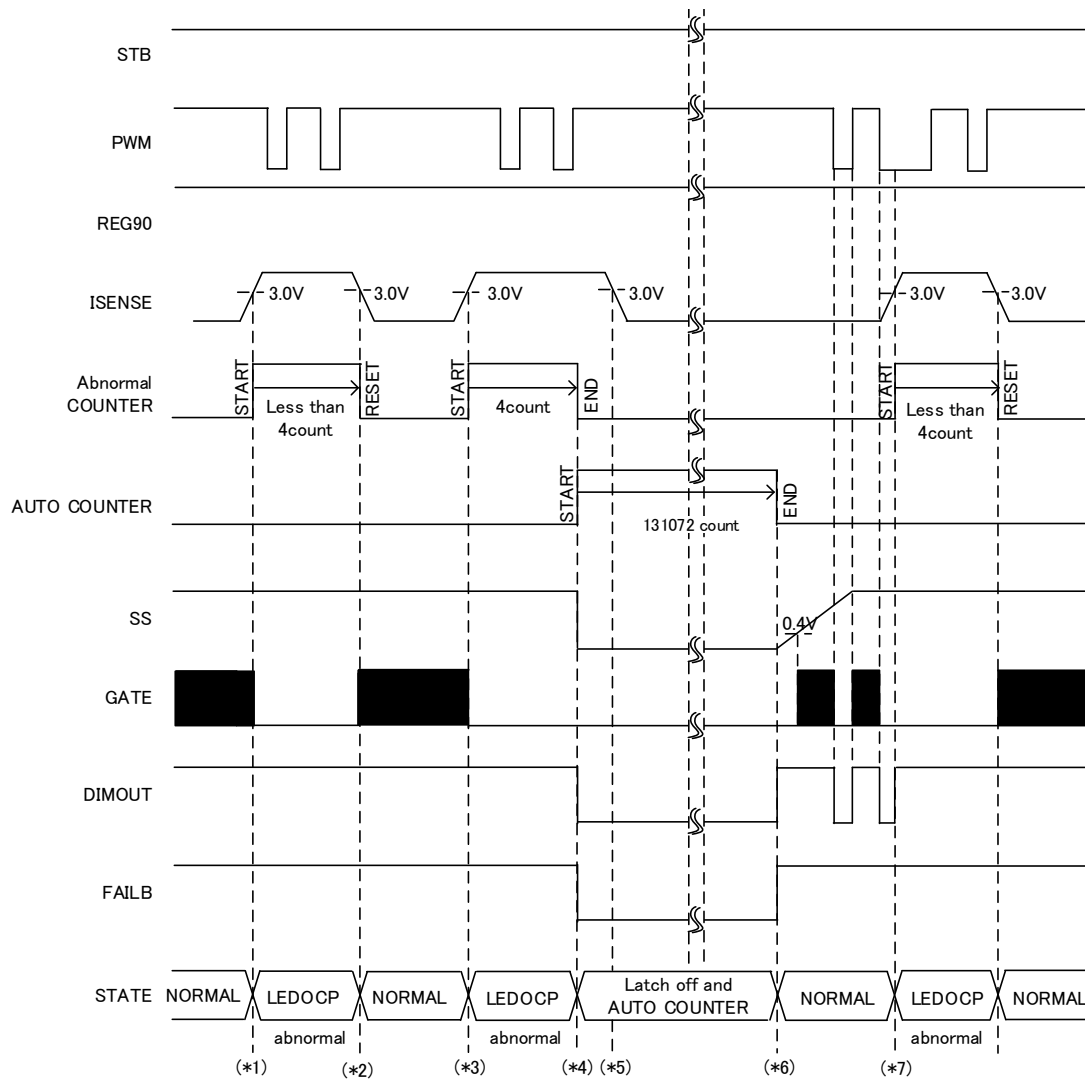 STB
PWM
REG90
ISENSE
3.0V
3.0V
3.0V
3.0V
3.0V
3.0V
Abnormal
COUNTER
START
Less than
4count
RESET
START
4count
END
START
Less than
4count
RESET
AUTO COUNTER
START
131072 count
END
SS
0.4V
GATE
DIMOUT
FAILB
STATE
NORMAL
LEDOCP
NORMAL
LEDOCP
Latch off and
AUTO COUNTER
NORMAL
LEDOCP
NORMAL
abnormal
abnormal
abnormal
(*1)
(*2)
(*3)
(*4)
(*5)
(*6)
(*7)